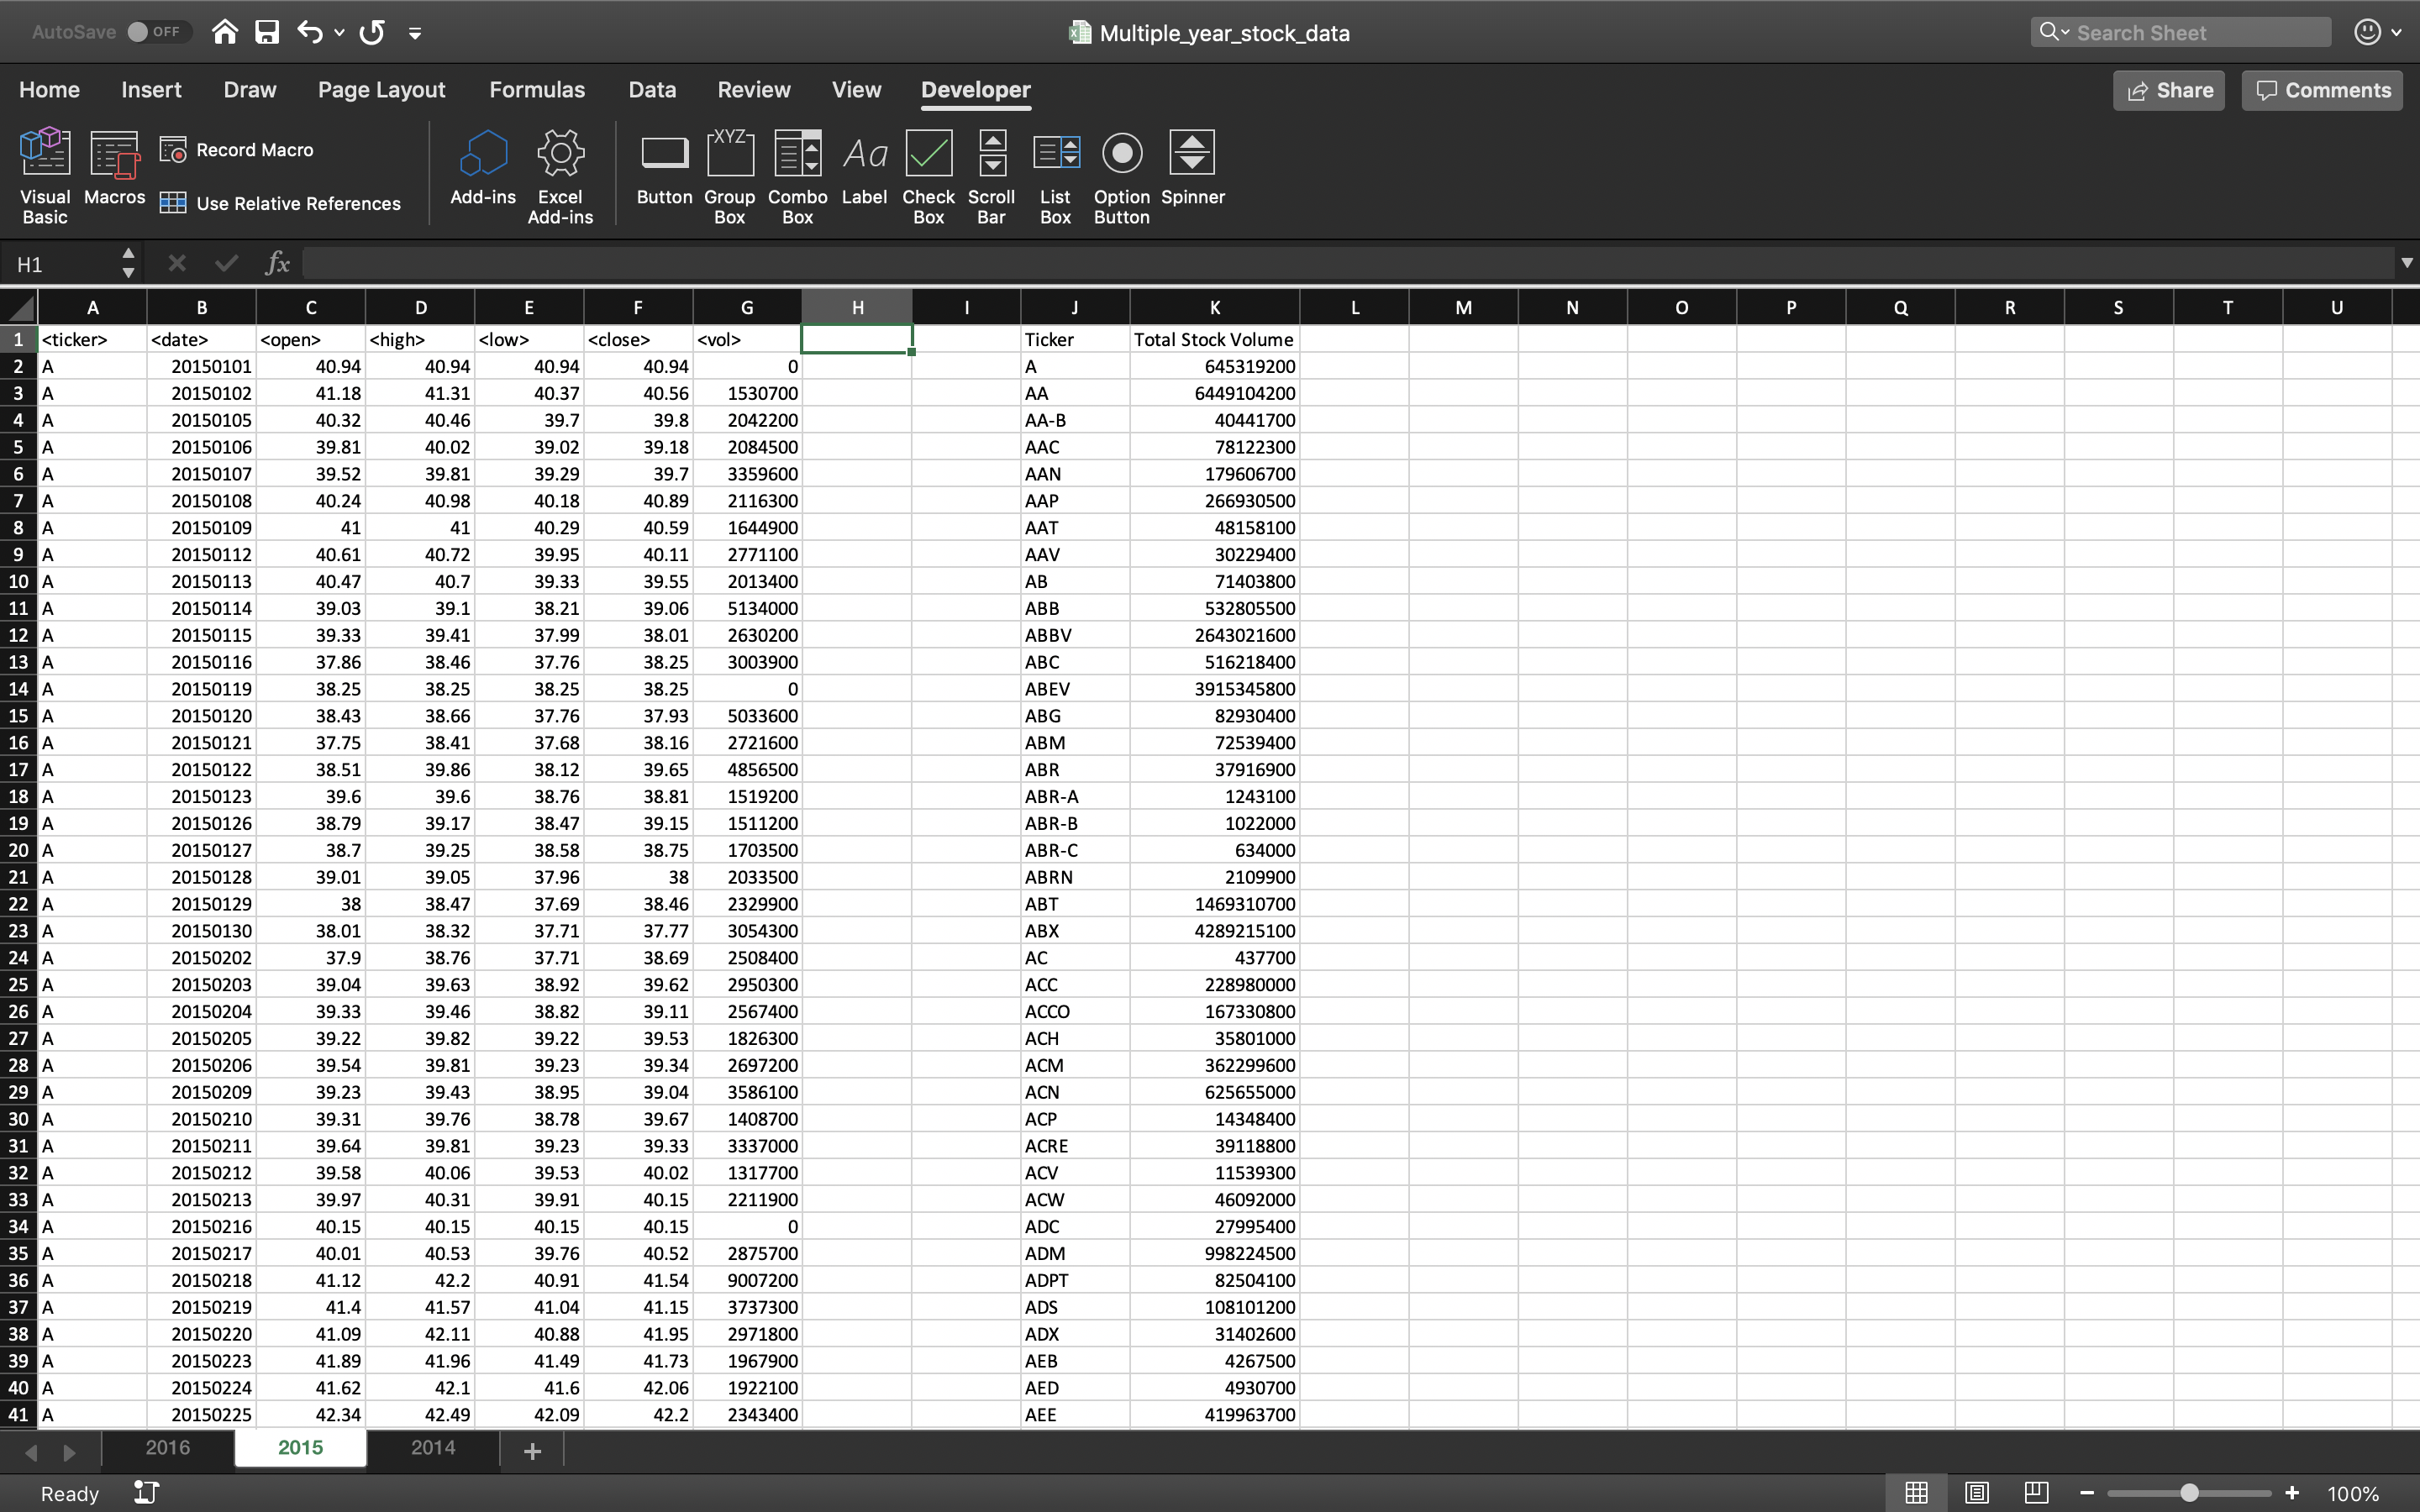 AutoSave OFF Multiple_year_stock_data Search Sheet
Home Insert Draw Page Layout Formulas Data Review View Developer Share Comments
Visual Basic Macros Record Macro Use Relative References Add-ins Excel Add-ins Button XYZ Group Box Combo Box Aa Label Check Box Scroll Bar List Box Option Button Spinner
H1 fx
A B C D E F G H I J K L M N O P Q R S T U
1 <ticker> <date> <open> <high> <low> <close> <vol> Ticker Total Stock Volume
2 A 20150101 40.94 40.94 40.94 40.94 0 A 645319200
3 A 20150102 41.18 41.31 40.37 40.56 1530700 AA 6449104200
4 A 20150105 40.32 40.46 39.7 39.8 2042200 AA-B 40441700
5 A 20150106 39.81 40.02 39.02 39.18 2084500 AAC 78122300
6 A 20150107 39.52 39.81 39.29 39.7 3359600 AAN 179606700
7 A 20150108 40.24 40.98 40.18 40.89 2116300 AAP 266930500
8 A 20150109 41 41 40.29 40.59 1644900 AAT 48158100
9 A 20150112 40.61 40.72 39.95 40.11 2771100 AAV 30229400
10 A 20150113 40.47 40.7 39.33 39.55 2013400 AB 71403800
11 A 20150114 39.03 39.1 38.21 39.06 5134000 ABB 532805500
12 A 20150115 39.33 39.41 37.99 38.01 2630200 ABBV 2643021600
13 A 20150116 37.86 38.46 37.76 38.25 3003900 ABC 516218400
14 A 20150119 38.25 38.25 38.25 38.25 0 ABEV 3915345800
15 A 20150120 38.43 38.66 37.76 37.93 5033600 ABG 82930400
16 A 20150121 37.75 38.41 37.68 38.16 2721600 ABM 72539400
17 A 20150122 38.51 39.86 38.12 39.65 4856500 ABR 37916900
18 A 20150123 39.6 39.6 38.76 38.81 1519200 ABR-A 1243100
19 A 20150126 38.79 39.17 38.47 39.15 1511200 ABR-B 1022000
20 A 20150127 38.7 39.25 38.58 38.75 1703500 ABR-C 634000
21 A 20150128 39.01 39.05 37.96 38 2033500 ABRN 2109900
22 A 20150129 38 38.47 37.69 38.46 2329900 ABT 1469310700
23 A 20150130 38.01 38.32 37.71 37.77 3054300 ABX 4289215100
24 A 20150202 37.9 38.76 37.71 38.69 2508400 AC 437700
25 A 20150203 39.04 39.63 38.92 39.62 2950300 ACC 228980000
26 A 20150204 39.33 39.46 38.82 39.11 2567400 ACCO 167330800
27 A 20150205 39.22 39.82 39.22 39.53 1826300 ACH 35801000
28 A 20150206 39.54 39.81 39.23 39.34 2697200 ACM 362299600
29 A 20150209 39.23 39.43 38.95 39.04 3586100 ACN 625655000
30 A 20150210 39.31 39.76 38.78 39.67 1408700 ACP 14348400
31 A 20150211 39.64 39.81 39.23 39.33 3337000 ACRE 39118800
32 A 20150212 39.58 40.06 39.53 40.02 1317700 ACV 11539300
33 A 20150213 39.97 40.31 39.91 40.15 2211900 ACW 46092000
34 A 20150216 40.15 40.15 40.15 40.15 0 ADC 27995400
35 A 20150217 40.01 40.53 39.76 40.52 2875700 ADM 998224500
36 A 20150218 41.12 42.2 40.91 41.54 9007200 ADPT 82504100
37 A 20150219 41.4 41.57 41.04 41.15 3737300 ADS 108101200
38 A 20150220 41.09 42.11 40.88 41.95 2971800 ADX 31402600
39 A 20150223 41.89 41.96 41.49 41.73 1967900 AEB 4267500
40 A 20150224 41.62 42.1 41.6 42.06 1922100 AED 4930700
41 A 20150225 42.34 42.49 42.09 42.2 2343400 AEE 419963700
2016 2015 2014 +
Ready 100%